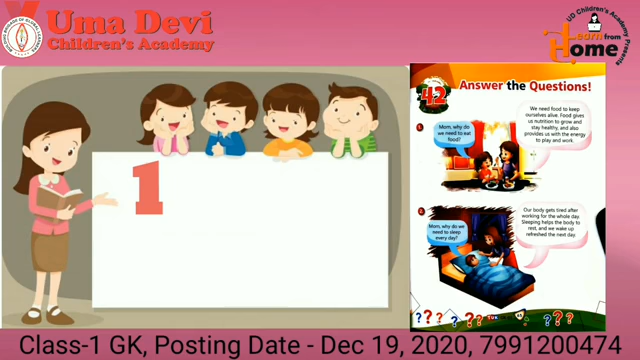 Uma Devi
Children's Academy
UD Children's Academy Presents
Learn from
Home
1
42 Answer the Questions!
1.
Mom, why do
we need to eat
food?
We need food to keep
ourselves alive. Food gives
us nutrition to grow and
stay healthy, and also
provides us with the energy
to play and work.
2.
Mom, why do we
need to sleep
every day?
Our body gets tired after
working for the whole day.
Sleeping helps the body to
rest, and we wake up
refreshed the next day.
Class-1 GK, Posting Date - Dec 19, 2020, 7991200474